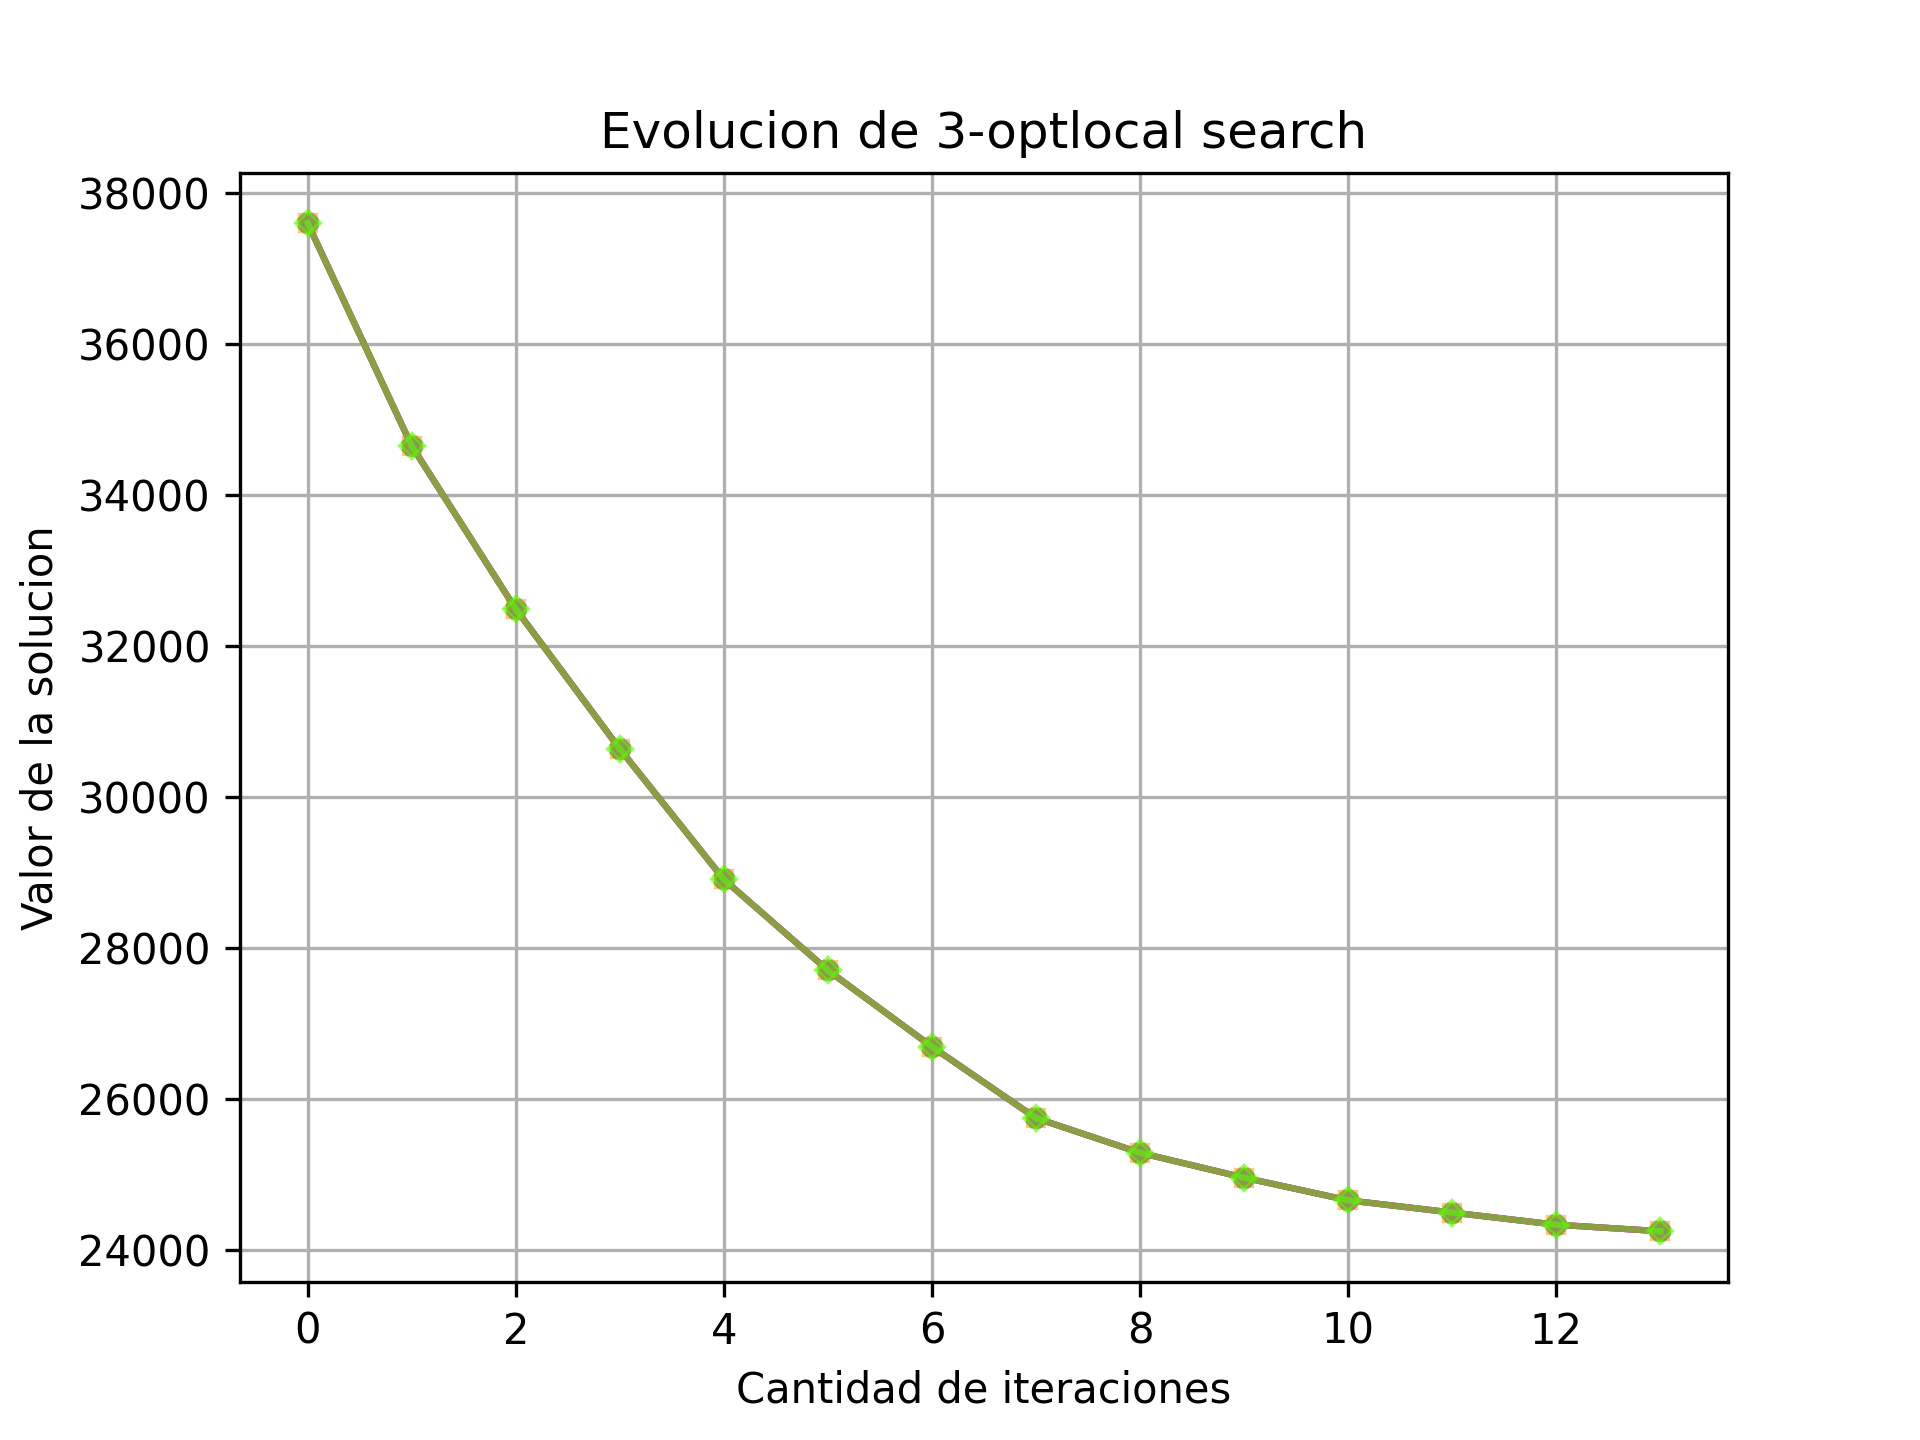 Evolucion de 3-optlocal search
38000
36000
34000
32000
30000
28000
26000
24000
Valor de la solucion
0 2 4 6 8 10 12
Cantidad de iteraciones